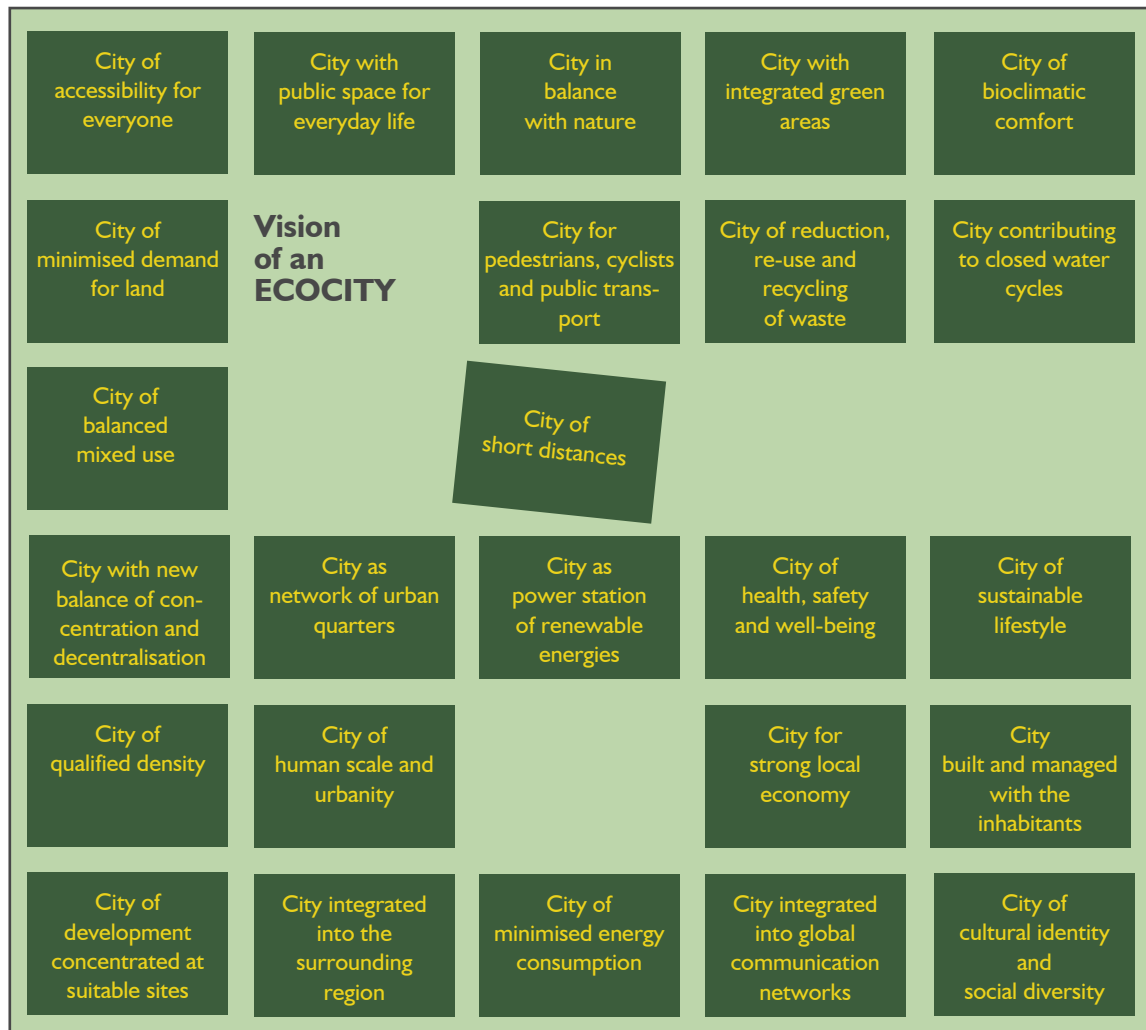 City of
accessibility for
everyone
City with
public space for
everyday life
City in
balance
with nature
City with
integrated green
areas
City of
bioclimatic
comfort
City of
minimised demand
for land
Vision
of an
ECOCITY
City for
pedestrians, cyclists
and public trans-
port
City of reduction,
re-use and
recycling
of waste
City contributing
to closed water
cycles
City of
balanced
mixed use
City of
short distances
City with new
balance of con-
centration and
decentralisation
City as
network of urban
quarters
City as
power station
of renewable
energies
City of
health, safety
and well-being
City of
sustainable
lifestyle
City of
qualified density
City of
human scale and
urbanity
City for
strong local
economy
City
built and managed
with the
inhabitants
City of
development
concentrated at
suitable sites
City integrated
into the
surrounding
region
City of
minimised energy
consumption
City integrated
into global
communication
networks
City of
cultural identity
and
social diversity